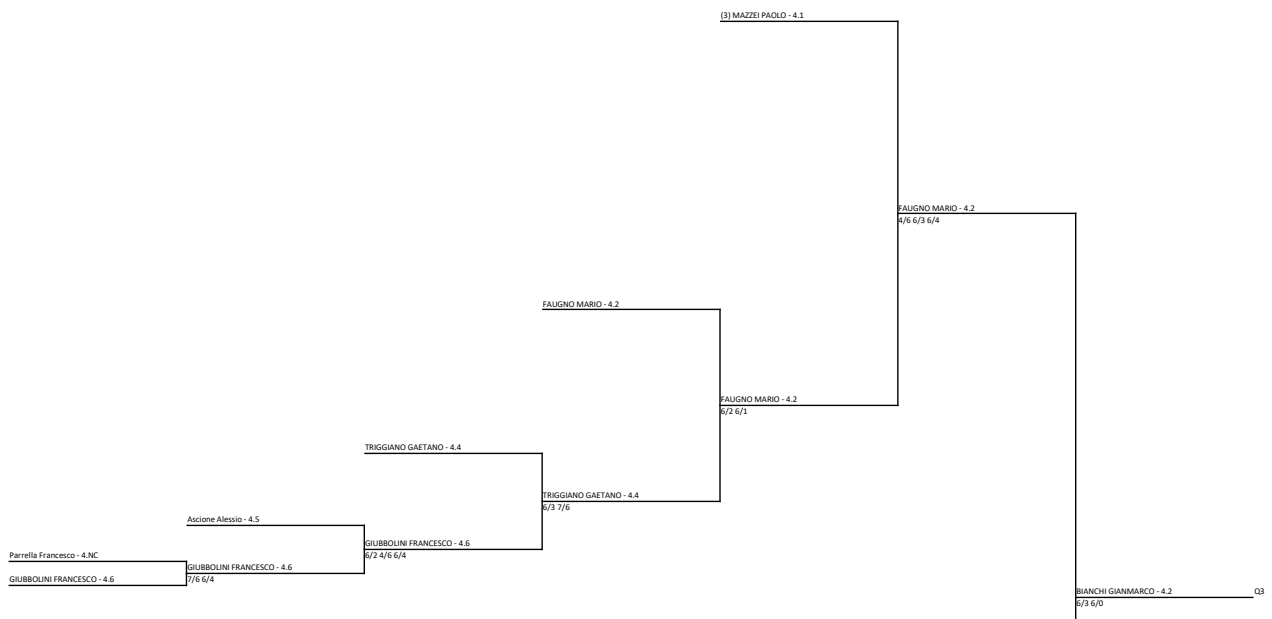 (3) MAZZEI PAOLO - 4.1
FAUGNO MARIO - 4.2
4/6 6/3 6/4
FAUGNO MARIO - 4.2
FAUGNO MARIO - 4.2
6/2 6/1
TRIGGIANO GAETANO - 4.4
TRIGGIANO GAETANO - 4.4
6/3 7/6
Ascione Alessio - 4.5
GIUBBOLINI FRANCESCO - 4.6
6/2 4/6 6/4
Parrella Francesco - 4.NC
GIUBBOLINI FRANCESCO - 4.6
7/6 6/4
GIUBBOLINI FRANCESCO - 4.6
BIANCHI GIANMARCO - 4.2 Q3
6/3 6/0